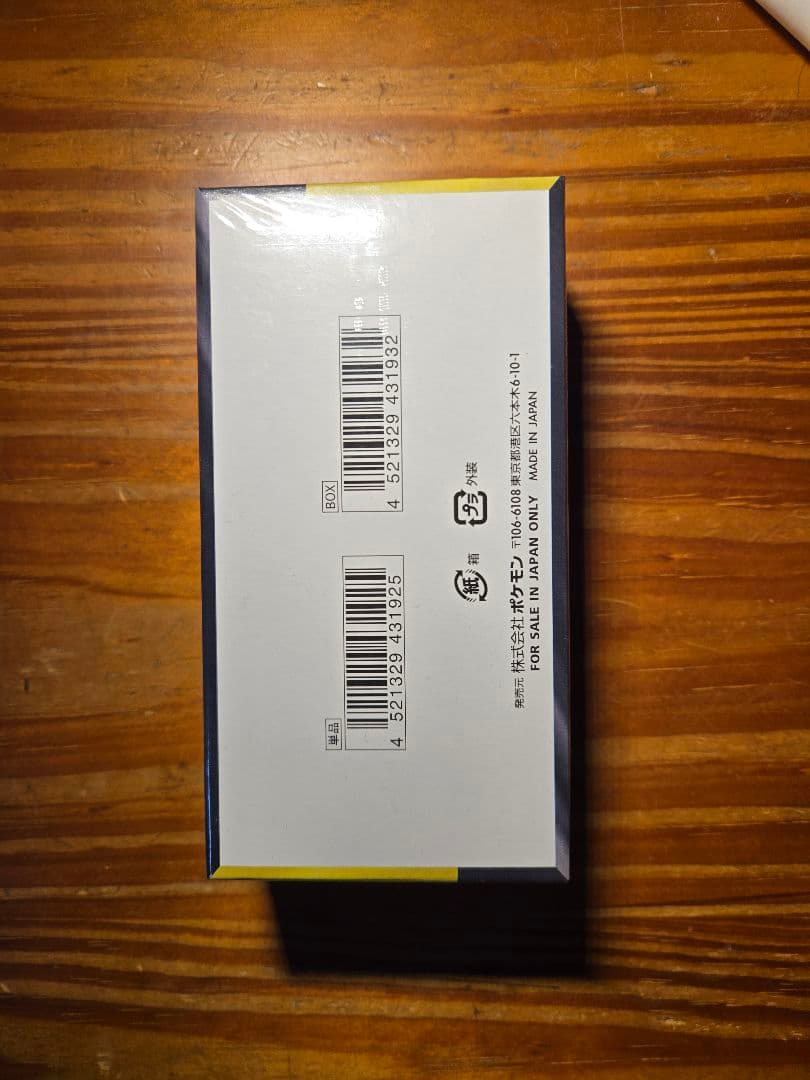 単品
4 521329 431925
BOX
4 521329 431932
紙 箱
プラ 外装
発売元 株式会社ポケモン 〒106-6108 東京都港区六本木6-10-1
FOR SALE IN JAPAN ONLY MADE IN JAPAN